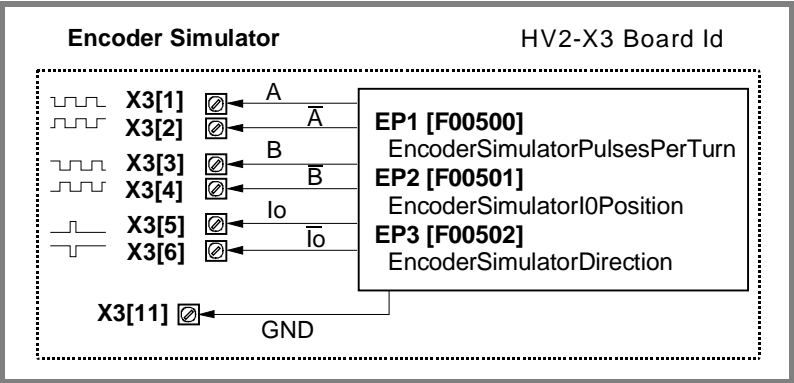 Encoder Simulator HV2-X3 Board Id
X3[1] A
X3[2] A̅
X3[3] B
X3[4] B̅
X3[5] Io
X3[6] I̅o
EP1 [F00500]
EncoderSimulatorPulsesPerTurn
EP2 [F00501]
EncoderSimulatorI0Position
EP3 [F00502]
EncoderSimulatorDirection
X3[11] GND